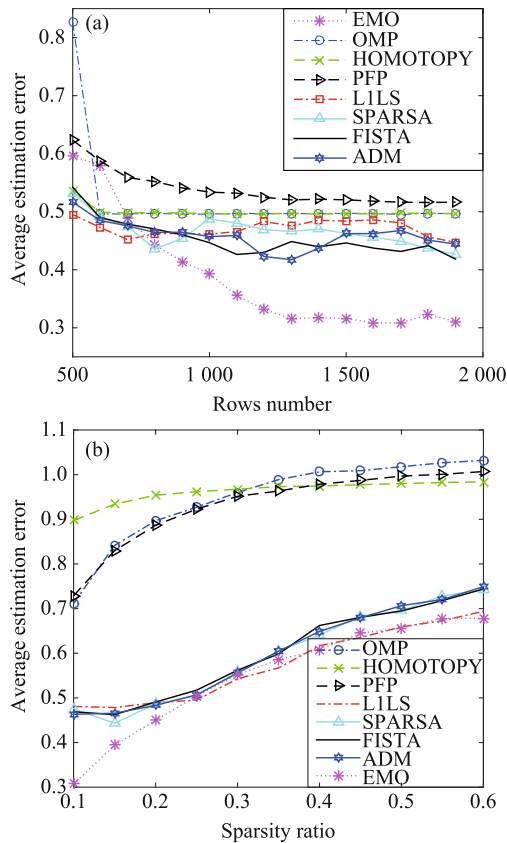 (a)
Average estimation error
0.8
0.7
0.6
0.5
0.4
0.3
EMO
OMP
HOMOTOPY
PFP
L1LS
SPARSA
FISTA
ADM
500
1 000
1 500
2 000
Rows number
(b)
Average estimation error
1.1
1.0
0.9
0.8
0.7
0.6
0.5
0.4
0.3
OMP
HOMOTOPY
PFP
L1LS
SPARSA
FISTA
ADM
EMO
0.1
0.2
0.3
0.4
0.5
0.6
Sparsity ratio